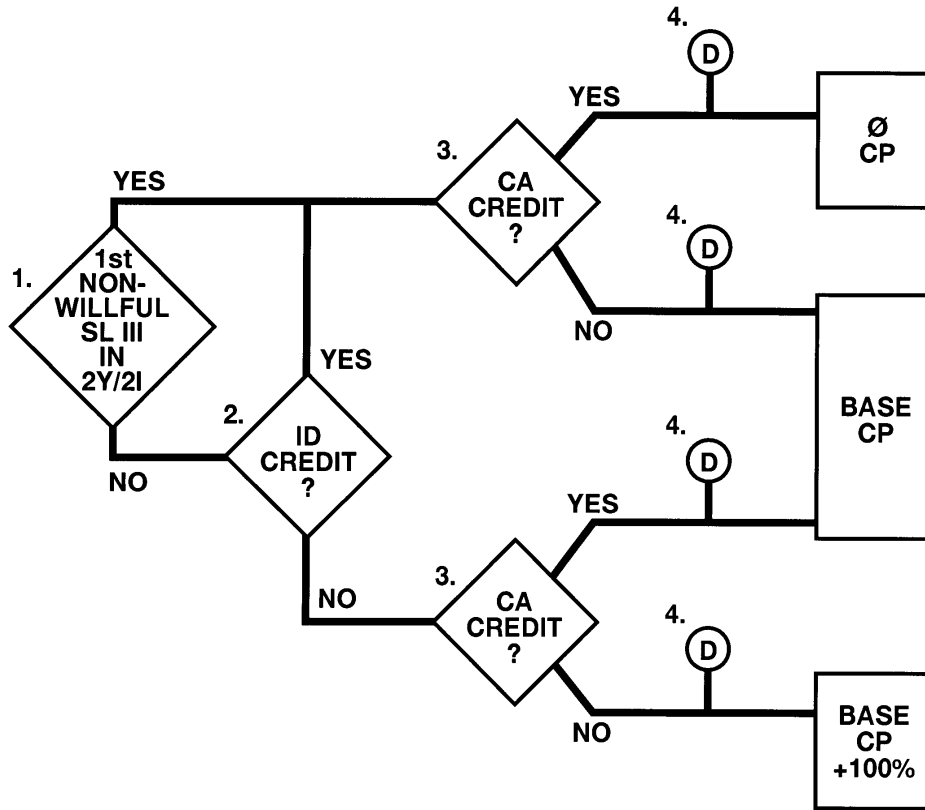 4.
D
YES
Ø
CP
3.
CA
CREDIT
?
YES
4.
D
1.
1st
NON-
WILLFUL
SL III
IN
2Y/2I
NO
YES
2.
ID
CREDIT
?
NO
BASE
CP
4.
D
YES
3.
CA
CREDIT
?
NO
4.
D
NO
BASE
CP
+100%